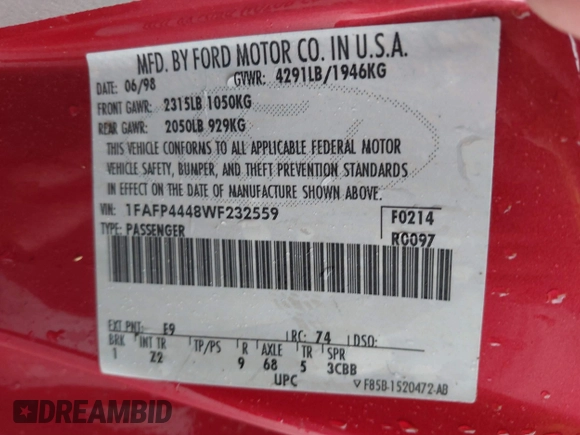 MFD. BY FORD MOTOR CO. IN U.S.A.
DATE: 06/98 GVWR: 4291LB/1946KG
FRONT GAWR: 2315LB 1050KG
REAR GAWR: 2050LB 929KG
THIS VEHICLE CONFORMS TO ALL APPLICABLE FEDERAL MOTOR
VEHICLE SAFETY, BUMPER, AND THEFT PREVENTION STANDARDS
IN EFFECT ON THE DATE OF MANUFACTURE SHOWN ABOVE.
VIN: 1FAFP4448WF232559 F0214
TYPE: PASSENGER RC097
EXT PNT: E9 RC: 74 DSO:
BRK INT TR TP/PS R AXLE TR SPR
1 Z2 9 68 5 3CBB
UPC F85B-1520472-AB
DREAMBID